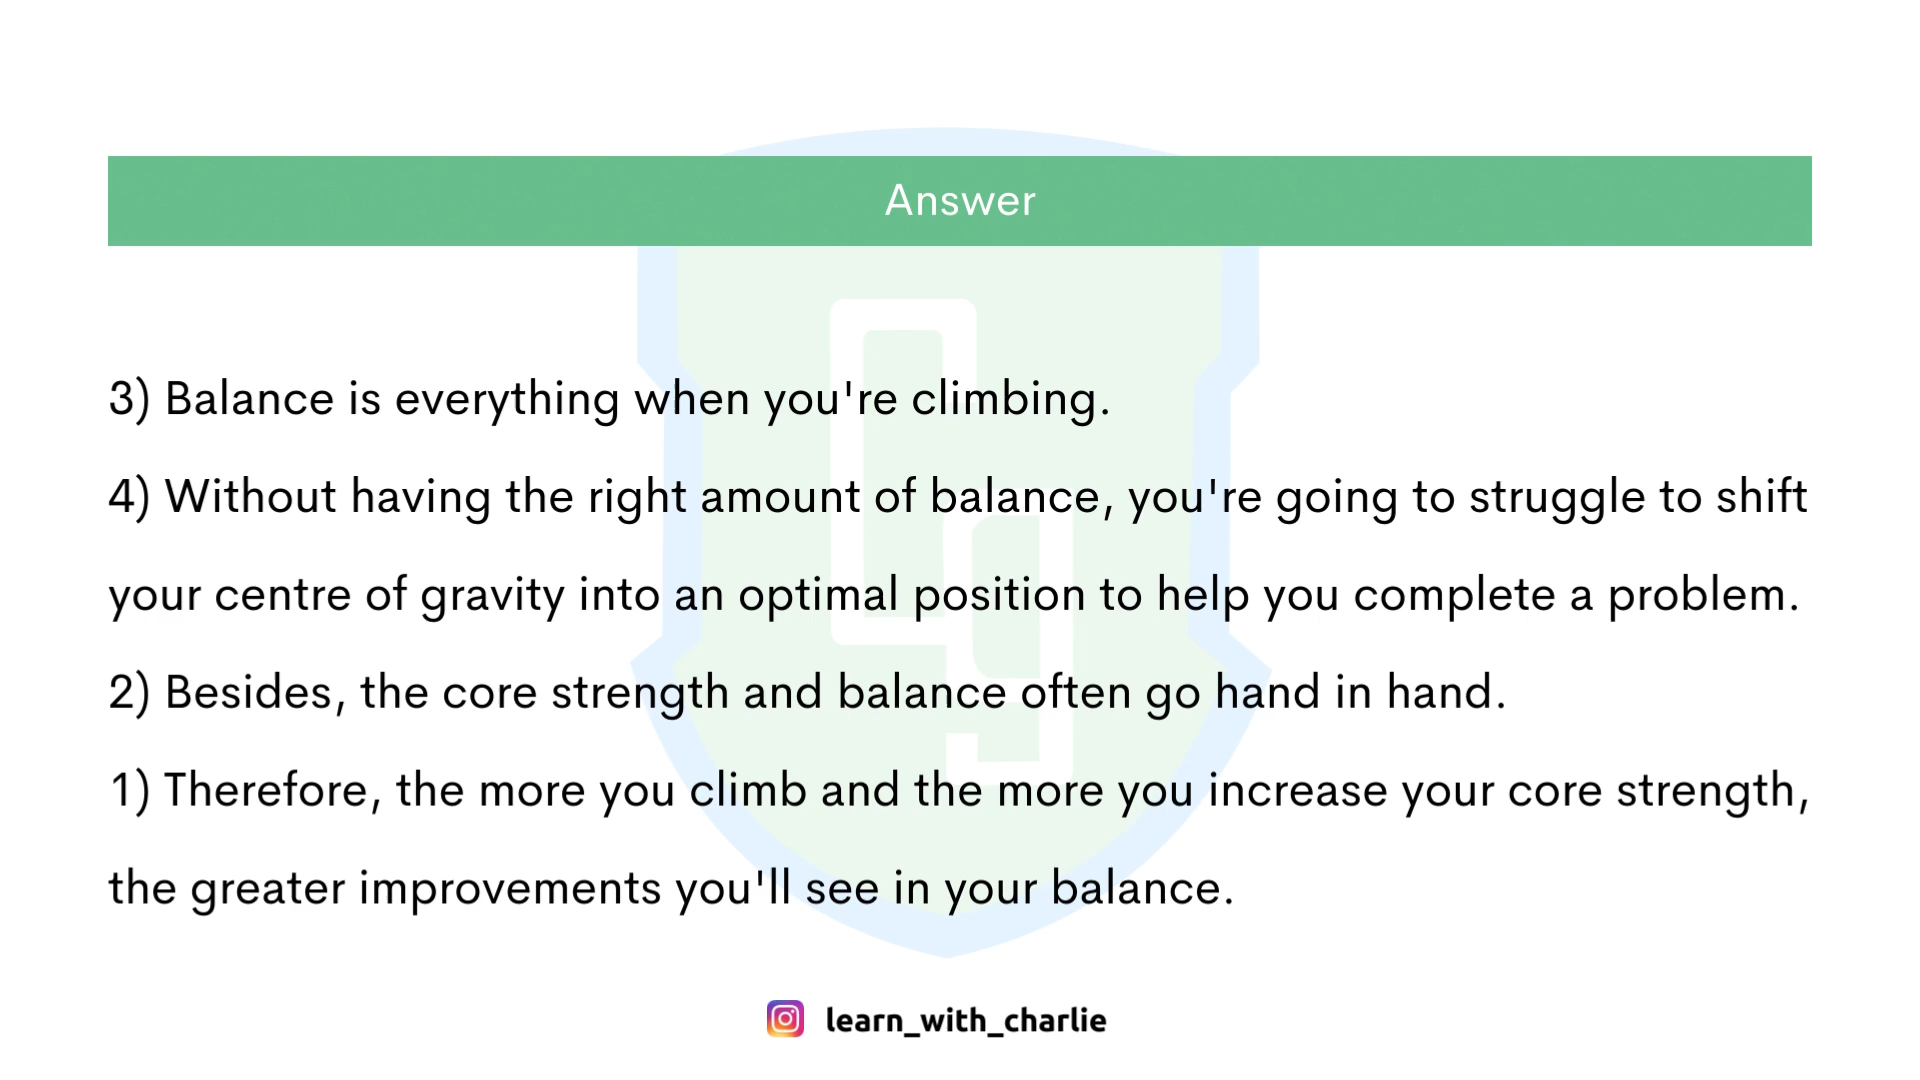 Answer
3) Balance is everything when you're climbing.
4) Without having the right amount of balance, you're going to struggle to shift
your centre of gravity into an optimal position to help you complete a problem.
2) Besides, the core strength and balance often go hand in hand.
1) Therefore, the more you climb and the more you increase your core strength,
the greater improvements you'll see in your balance.
learn_with_charlie